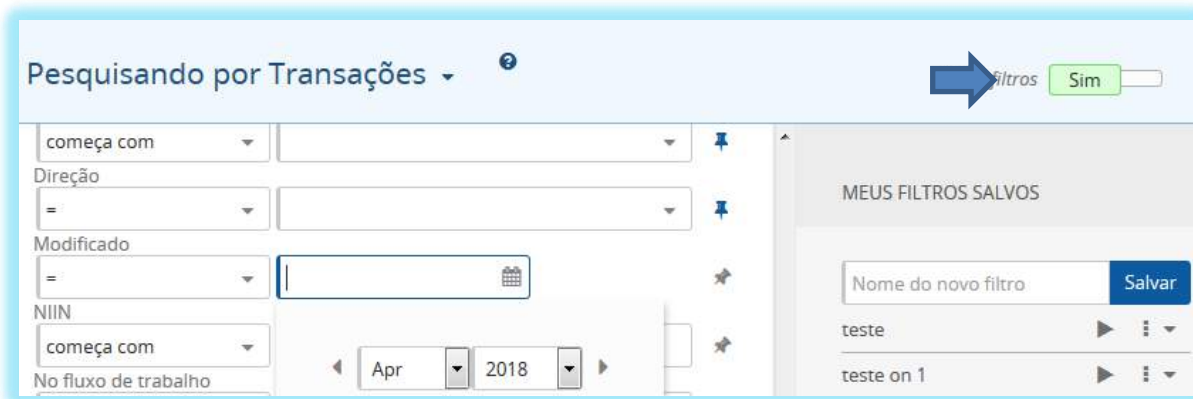 Pesquisando por Transações
filtros Sim
começa com
Direção
=
Modificado
=
NIIN
começa com
Apr 2018
No fluxo de trabalho
MEUS FILTROS SALVOS
Nome do novo filtro Salvar
teste
teste on 1